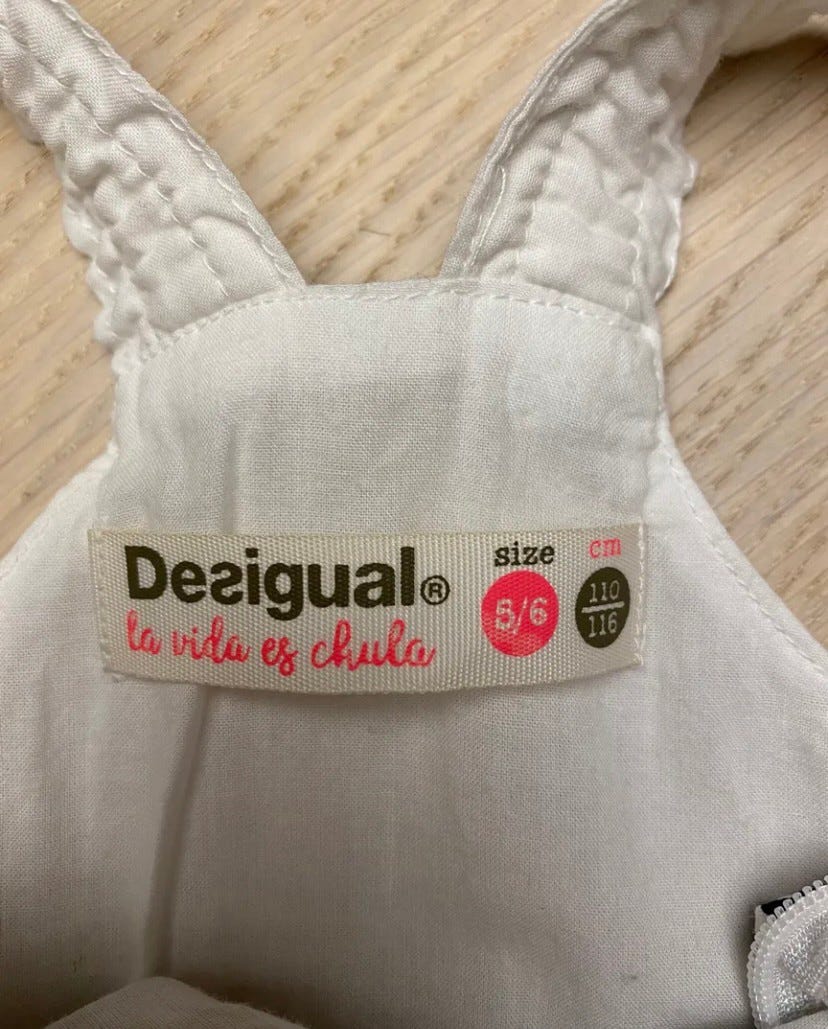 Desigual®
la vida es chula
size
5/6
cm
110
116